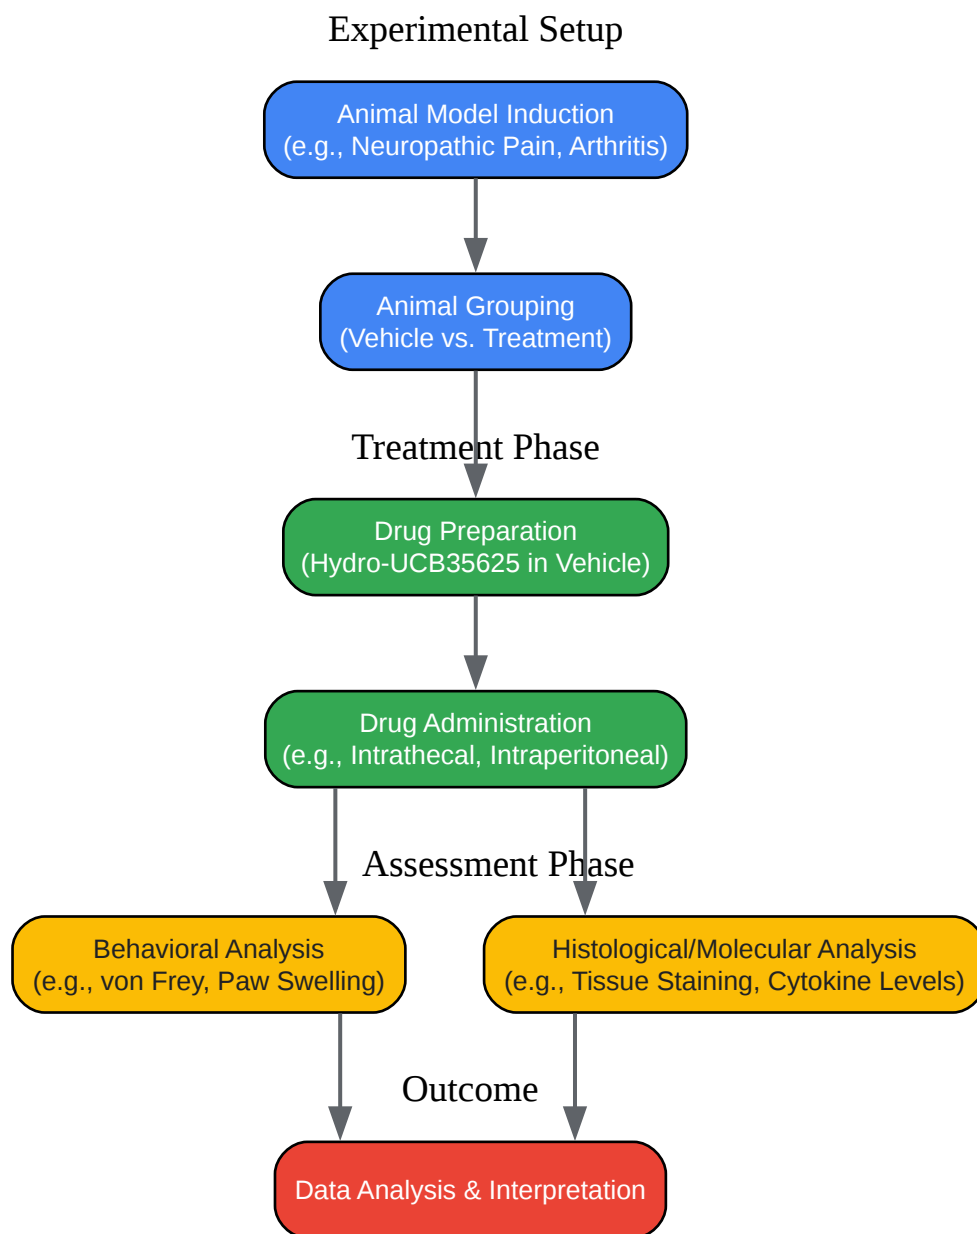 Experimental Setup
Animal Model Induction
(e.g., Neuropathic Pain, Arthritis)
Animal Grouping
(Vehicle vs. Treatment)
Treatment Phase
Drug Preparation
(Hydro-UCB35625 in Vehicle)
Drug Administration
(e.g., Intrathecal, Intraperitoneal)
Assessment Phase
Behavioral Analysis
(e.g., von Frey, Paw Swelling)
Histological/Molecular Analysis
(e.g., Tissue Staining, Cytokine Levels)
Outcome
Data Analysis & Interpretation